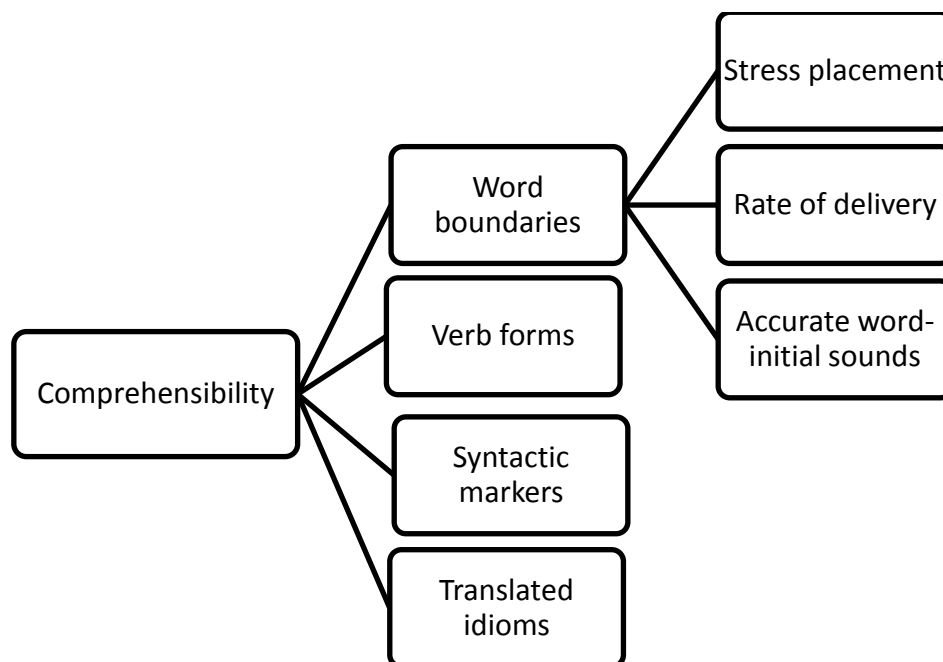 Stress placement
Word
boundaries
Rate of delivery
Verb forms
Accurate word-
initial sounds
Comprehensibility
Syntactic
markers
Translated
idioms